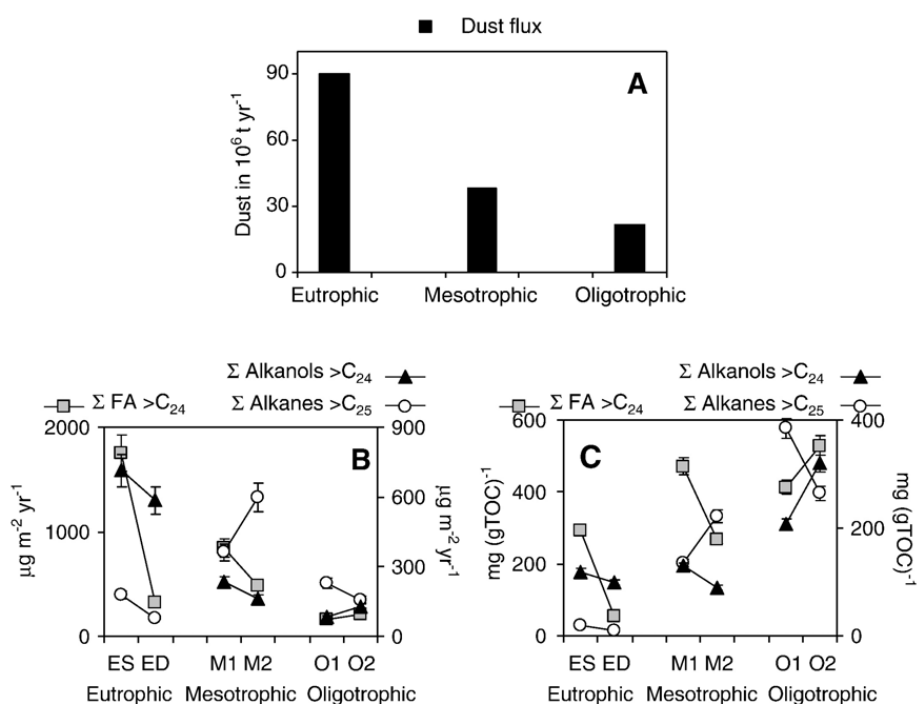 ■ Dust flux
A
Dust in 10⁶ t yr⁻¹
90
60
30
0
Eutrophic Mesotrophic Oligotrophic
Σ Alkanols >C₂₄
Σ FA >C₂₄ Σ Alkanes >C₂₅
B
µg m⁻² yr⁻¹
2000
1000
0
900
600
300
0
µg m⁻² yr⁻¹
ES ED M1 M2 O1 O2
Eutrophic Mesotrophic Oligotrophic
Σ Alkanols >C₂₄
Σ FA >C₂₄ Σ Alkanes >C₂₅
C
mg (gTOC)⁻¹
600
400
200
0
400
200
0
mg (gTOC)⁻¹
ES ED M1 M2 O1 O2
Eutrophic Mesotrophic Oligotrophic